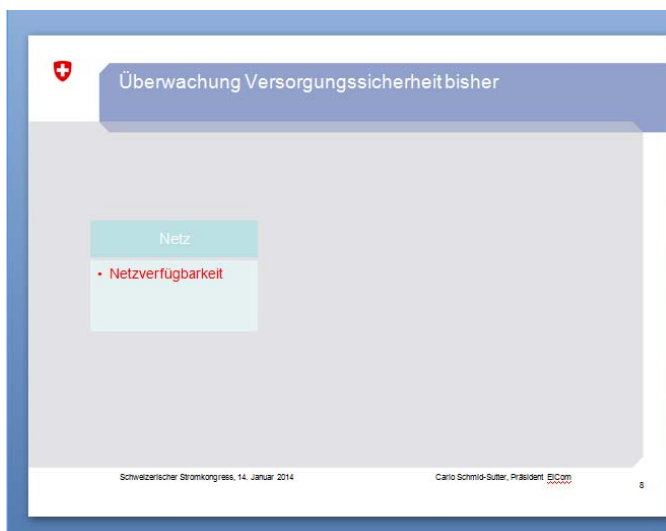 Überwachung Versorgungssicherheit bisher
Netz
• Netzverfügbarkeit
Schweizerischer Stromkongress, 14. Januar 2014
Carlo Schmid-Sutter, Präsident ElCom
8